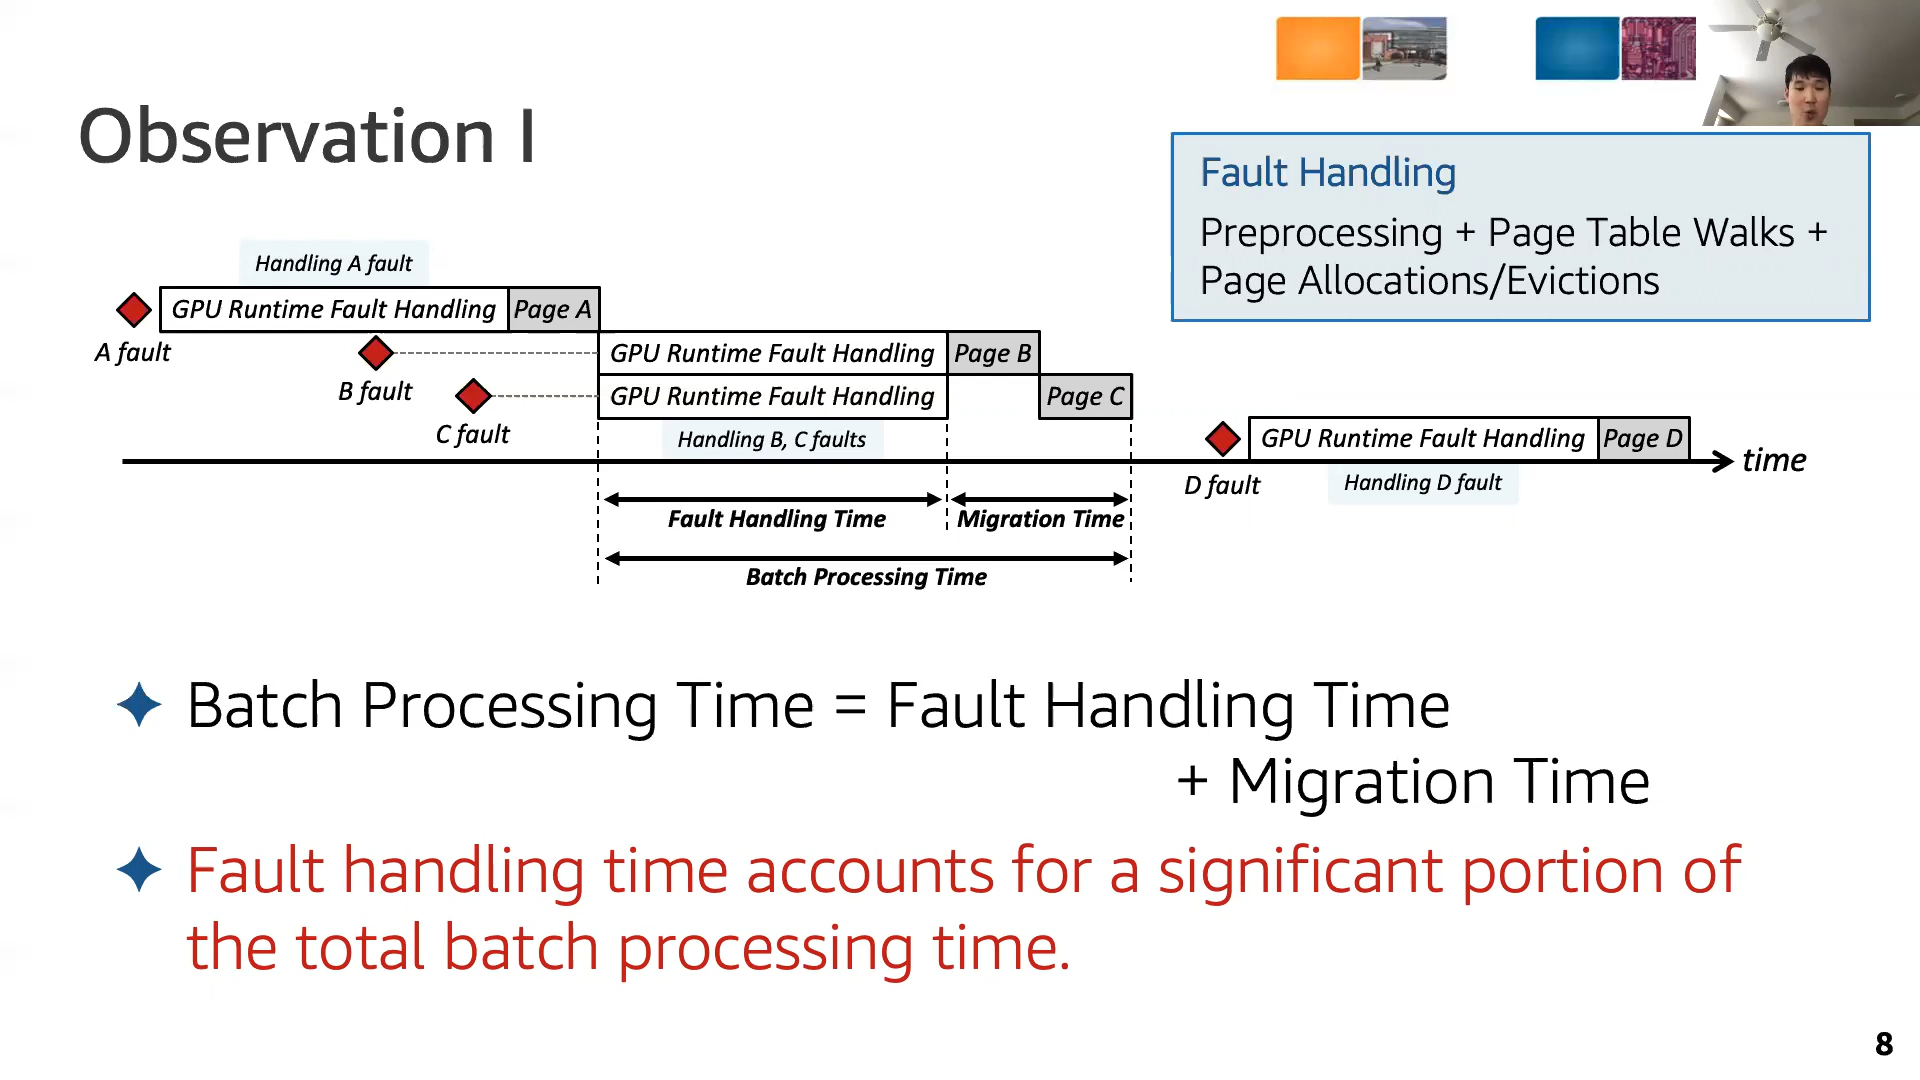 Observation I
Fault Handling
Preprocessing + Page Table Walks +
Page Allocations/Evictions
Handling A fault
GPU Runtime Fault Handling Page A
A fault
GPU Runtime Fault Handling Page B
B fault
GPU Runtime Fault Handling Page C
C fault
Handling B, C faults
GPU Runtime Fault Handling Page D
time
D fault
Handling D fault
Fault Handling Time
Migration Time
Batch Processing Time
Batch Processing Time = Fault Handling Time
+ Migration Time
Fault handling time accounts for a significant portion of
the total batch processing time.
8